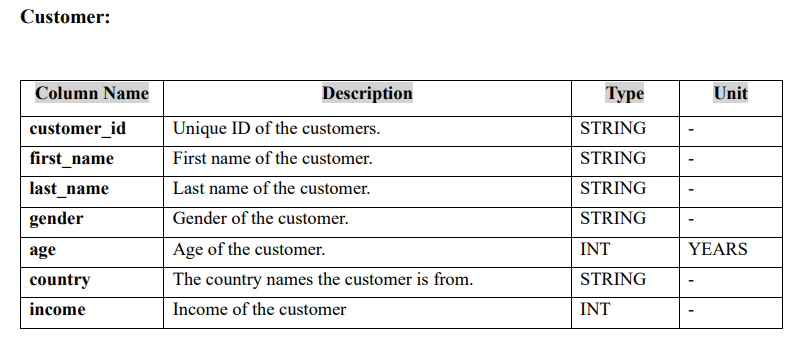 Customer:
Column Name Description Type Unit
customer_id Unique ID of the customers. STRING -
first_name First name of the customer. STRING -
last_name Last name of the customer. STRING -
gender Gender of the customer. STRING -
age Age of the customer. INT YEARS
country The country names the customer is from. STRING -
income Income of the customer INT -